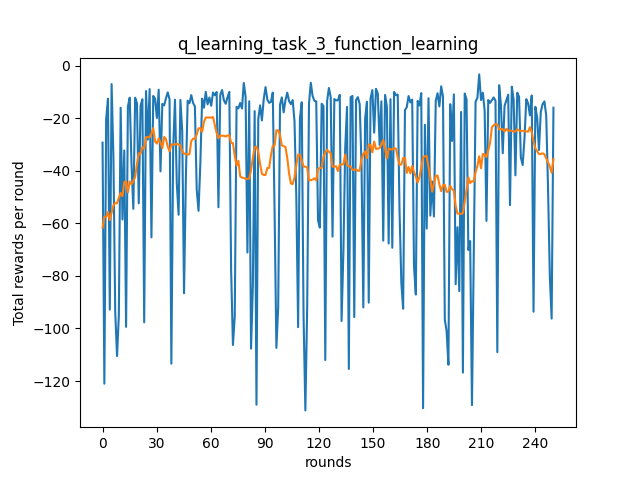 q_learning_task_3_function_learning
Total rewards per round
0
−20
−40
−60
−80
−100
−120
0 30 60 90 120 150 180 210 240
rounds